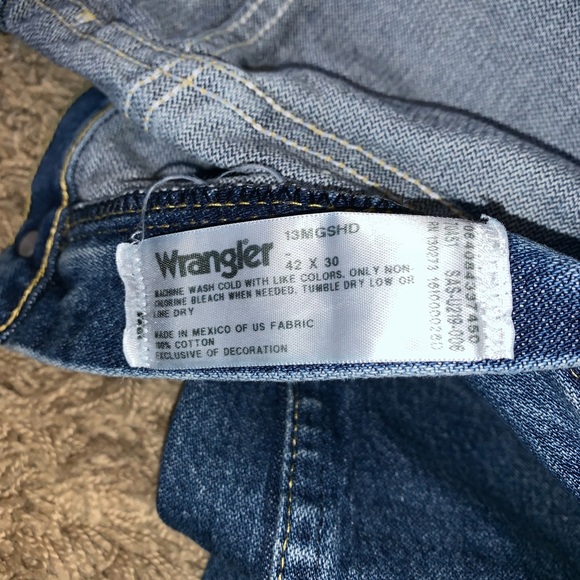 Wrangler
13MGSHD
-
42 X 30
MACHINE WASH COLD WITH LIKE COLORS. ONLY NON-
CHLORINE BLEACH WHEN NEEDED. TUMBLE DRY LOW OR
LINE DRY
MADE IN MEXICO OF US FABRIC
100% COTTON
EXCLUSIVE OF DECORATION